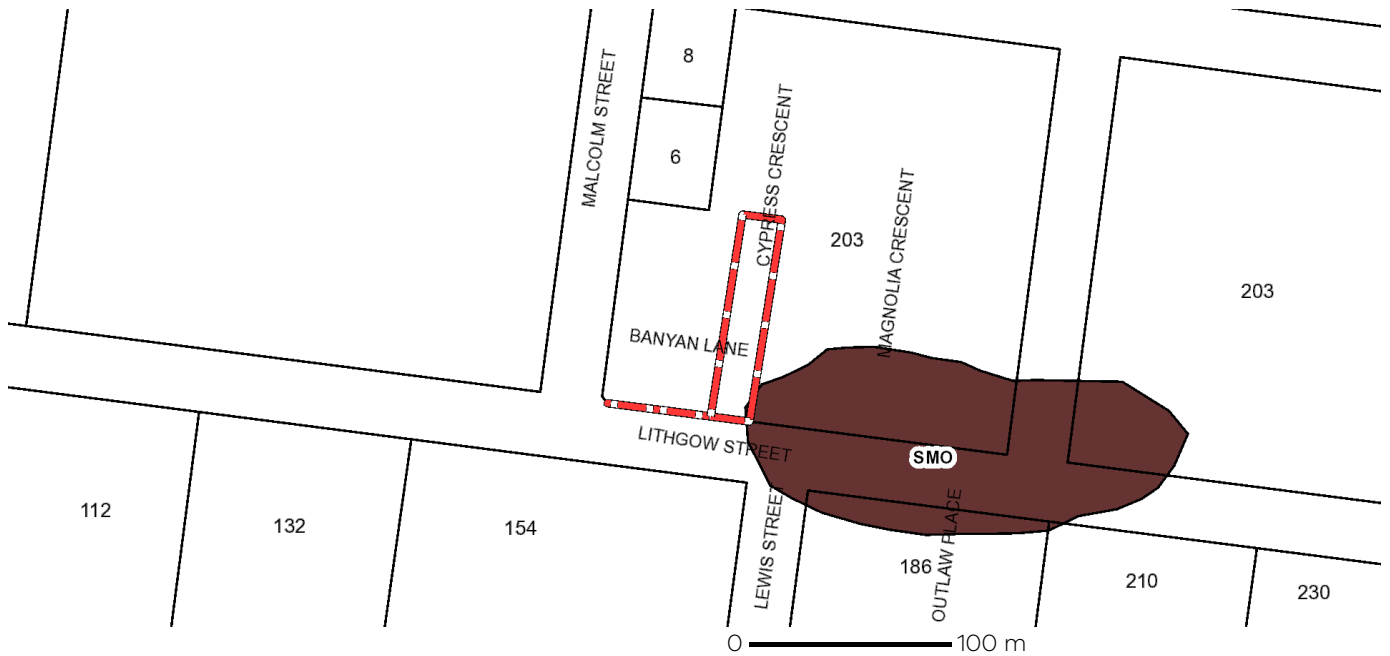 8
MALCOLM STREET
6
CYPRESS CRESCENT
203
MAGNOLIA CRESCENT
203
BANYAN LANE
LITHGOW STREET
SMO
112
132
154
LEWIS STREET
186
OUTLAW PLACE
210
230
0 100 m